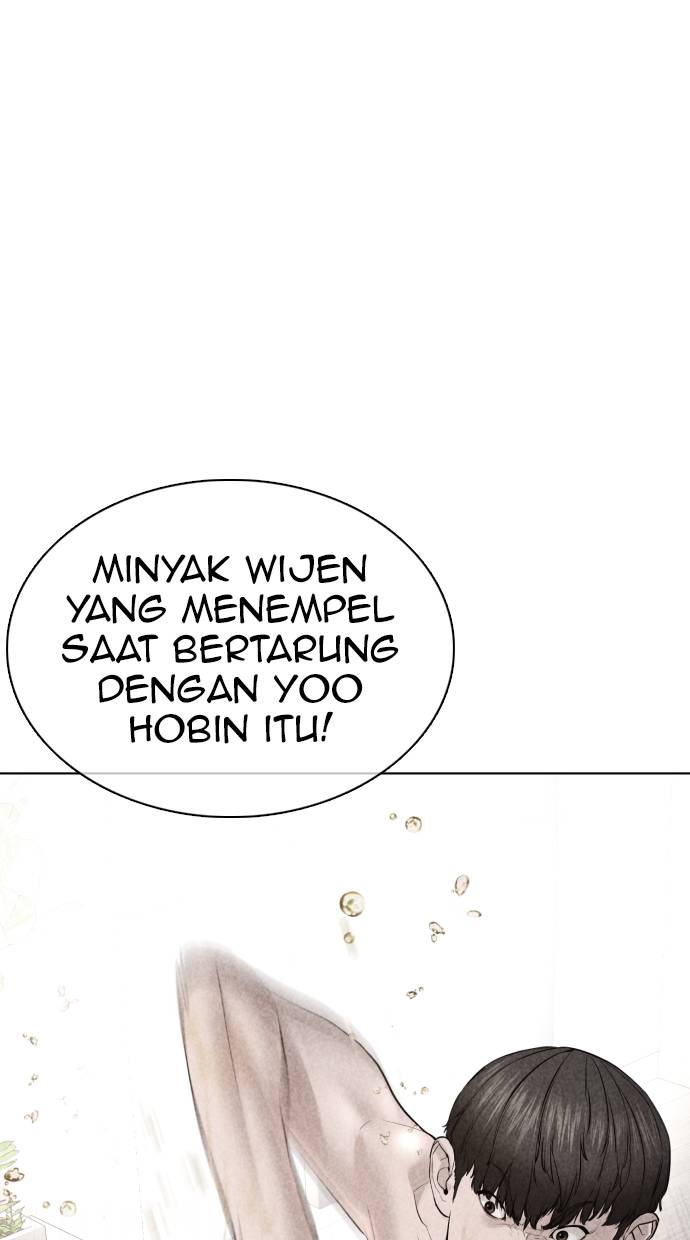 MINYAK WIJEN
YANG MENEMPEL
SAAT BERTARUNG
DENGAN YOO
HOBIN ITU!